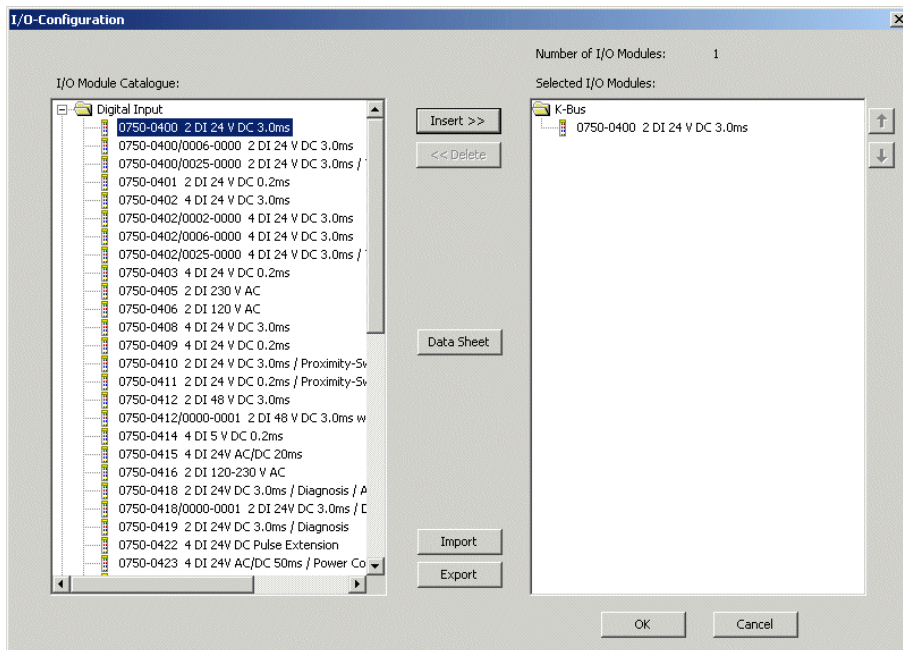 I/O-Configuration
Number of I/O Modules: 1
I/O Module Catalogue:
Selected I/O Modules:
Digital Input
0750-0400 2 DI 24 V DC 3.0ms
0750-0400/0006-0000 2 DI 24 V DC 3.0ms
0750-0400/0025-0000 2 DI 24 V DC 3.0ms /
0750-0401 2 DI 24 V DC 0.2ms
0750-0402 4 DI 24 V DC 3.0ms
0750-0402/0002-0000 4 DI 24 V DC 3.0ms
0750-0402/0006-0000 4 DI 24 V DC 3.0ms
0750-0402/0025-0000 4 DI 24 V DC 3.0ms /
0750-0403 4 DI 24 V DC 0.2ms
0750-0405 2 DI 230 V AC
0750-0406 2 DI 120 V AC
0750-0408 4 DI 24 V DC 3.0ms
0750-0409 4 DI 24 V DC 0.2ms
0750-0410 2 DI 24 V DC 3.0ms / Proximity-Sw
0750-0411 2 DI 24 V DC 0.2ms / Proximity-Sw
0750-0412 2 DI 48 V DC 3.0ms
0750-0412/0000-0001 2 DI 48 V DC 3.0ms w
0750-0414 4 DI 5 V DC 0.2ms
0750-0415 4 DI 24V AC/DC 20ms
0750-0416 2 DI 120-230 V AC
0750-0418 2 DI 24V DC 3.0ms / Diagnosis / A
0750-0418/0000-0001 2 DI 24V DC 3.0ms / D
0750-0419 2 DI 24V DC 3.0ms / Diagnosis
0750-0422 4 DI 24V DC Pulse Extension
0750-0423 4 DI 24V AC/DC 50ms / Power Co
Insert >>
<< Delete
Data Sheet
Import
Export
K-Bus
0750-0400 2 DI 24 V DC 3.0ms
OK
Cancel